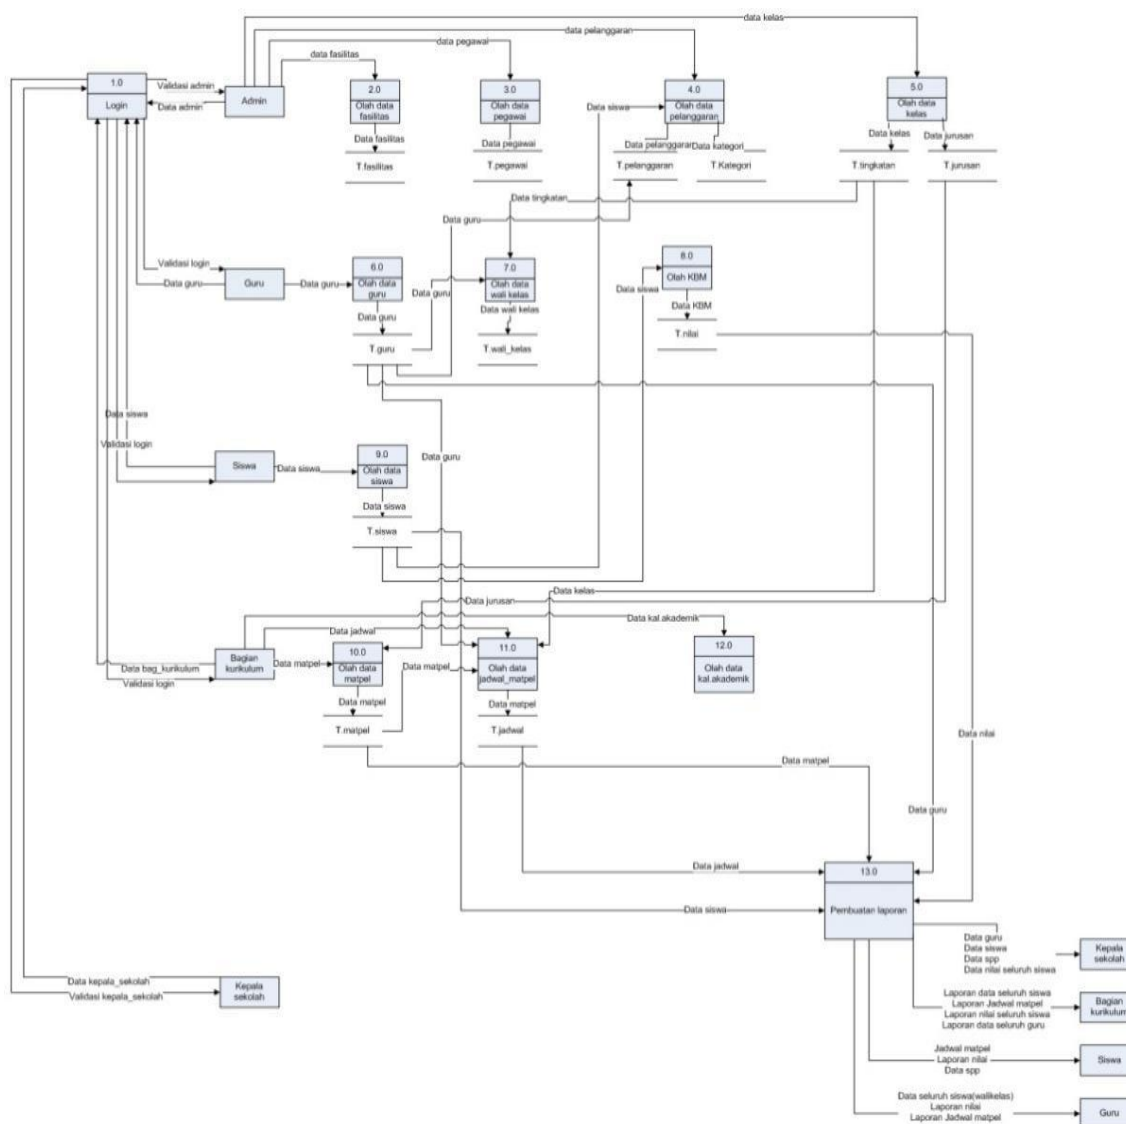 data kelas
data pelanggaran
data pegawai
data fasilitas
1.0
Login
Validasi admin
Data admin
Admin
2.0
Olah data
fasilitas
3.0
Olah data
pegawai
Data siswa
4.0
Olah data
pelanggaran
5.0
Olah data
kelas
Data fasilitas
Data pegawai
Data pelanggaran
Data kategori
Data kelas
Data jurusan
T.fasilitas
T.pegawai
T.pelanggaran
T.Kategori
T.tingkatan
T.jurusan
Data tingkatan
Data guru
Validasi login
Data guru
Guru
Data guru
6.0
Olah data
guru
Data guru
7.0
Olah data
wali kelas
Data siswa
8.0
Olah KBM
Data guru
Data wali kelas
Data KBM
T.guru
T.wali_kelas
T.nilai
Data siswa
Validasi login
Siswa
Data siswa
9.0
Olah data
siswa
Data guru
Data siswa
T.siswa
Data kelas
Data jurusan
Data kal.akademik
Data jadwal
Data bag_kurikulum
Validasi login
Bagian
kurikulum
Data matpel
10.0
Olah data
matpel
Data matpel
11.0
Olah data
jadwal_matpel
12.0
Olah data
kal.akademik
Data matpel
Data matpel
T.matpel
T.jadwal
Data nilai
Data matpel
Data guru
Data jadwal
13.0
Pembuatan laporan
Data siswa
Data guru
Data siswa
Data spp
Data nilai seluruh siswa
Kepala
sekolah
Data kepala_sekolah
Validasi kepala_sekolah
Kepala
sekolah
Laporan data seluruh siswa
Laporan Jadwal matpel
Laporan nilai seluruh siswa
Laporan data seluruh guru
Bagian
kurikulum
Jadwal matpel
Laporan nilai
Data spp
Siswa
Data seluruh siswa(walikelas)
Laporan nilai
Laporan Jadwal matpel
Guru